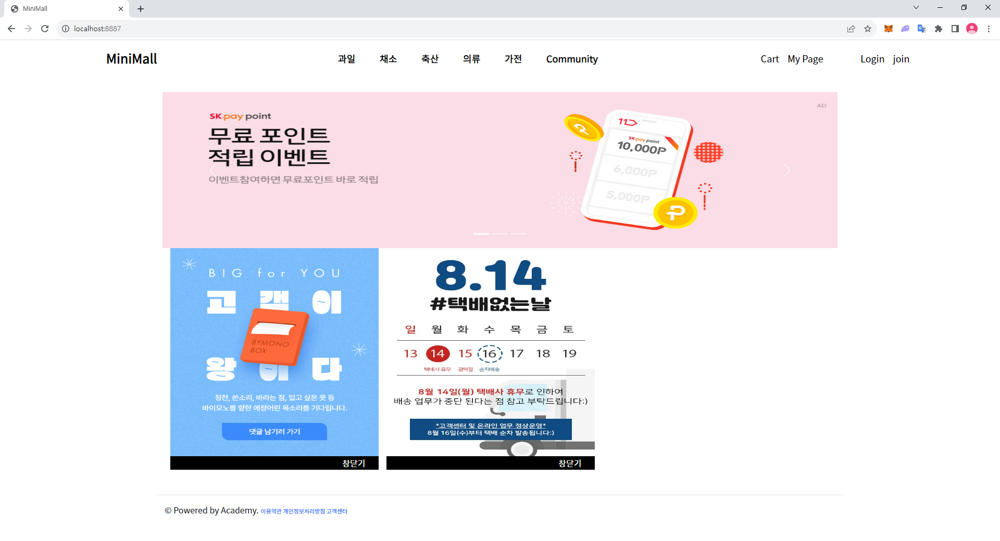 MiniMall
localhost:8887
MiniMall
과일 채소 축산 의류 가전 Community
Cart My Page Login join
AD
SK pay point
무료 포인트
적립 이벤트
이벤트참여하면 무료포인트 바로 적립
11
SK pay point
10,000P
6,000P
5,000P
P
BIG for YOU
고객이
BYMONO
BOX
왕이다
칭찬, 쓴소리, 바라는 점, 입고 싶은 옷 등
바이모노를 향한 애정어린 목소리를 기다립니다.
댓글 남기러 가기
창닫기
8.14
#택배없는날
일 월 화 수 목 금 토
13 14 15 16 17 18 19
택배사 휴무 광복절 순차배송
8월 14일(월) 택배사 휴무로 인하여
배송 업무가 중단 된다는 점 참고 부탁드립니다:)
*고객센터 및 온라인 업무 정상운영*
8월 16일(수)부터 택배 순차 발송됩니다:)
창닫기
© Powered by Academy. 이용약관 개인정보처리방침 고객센터